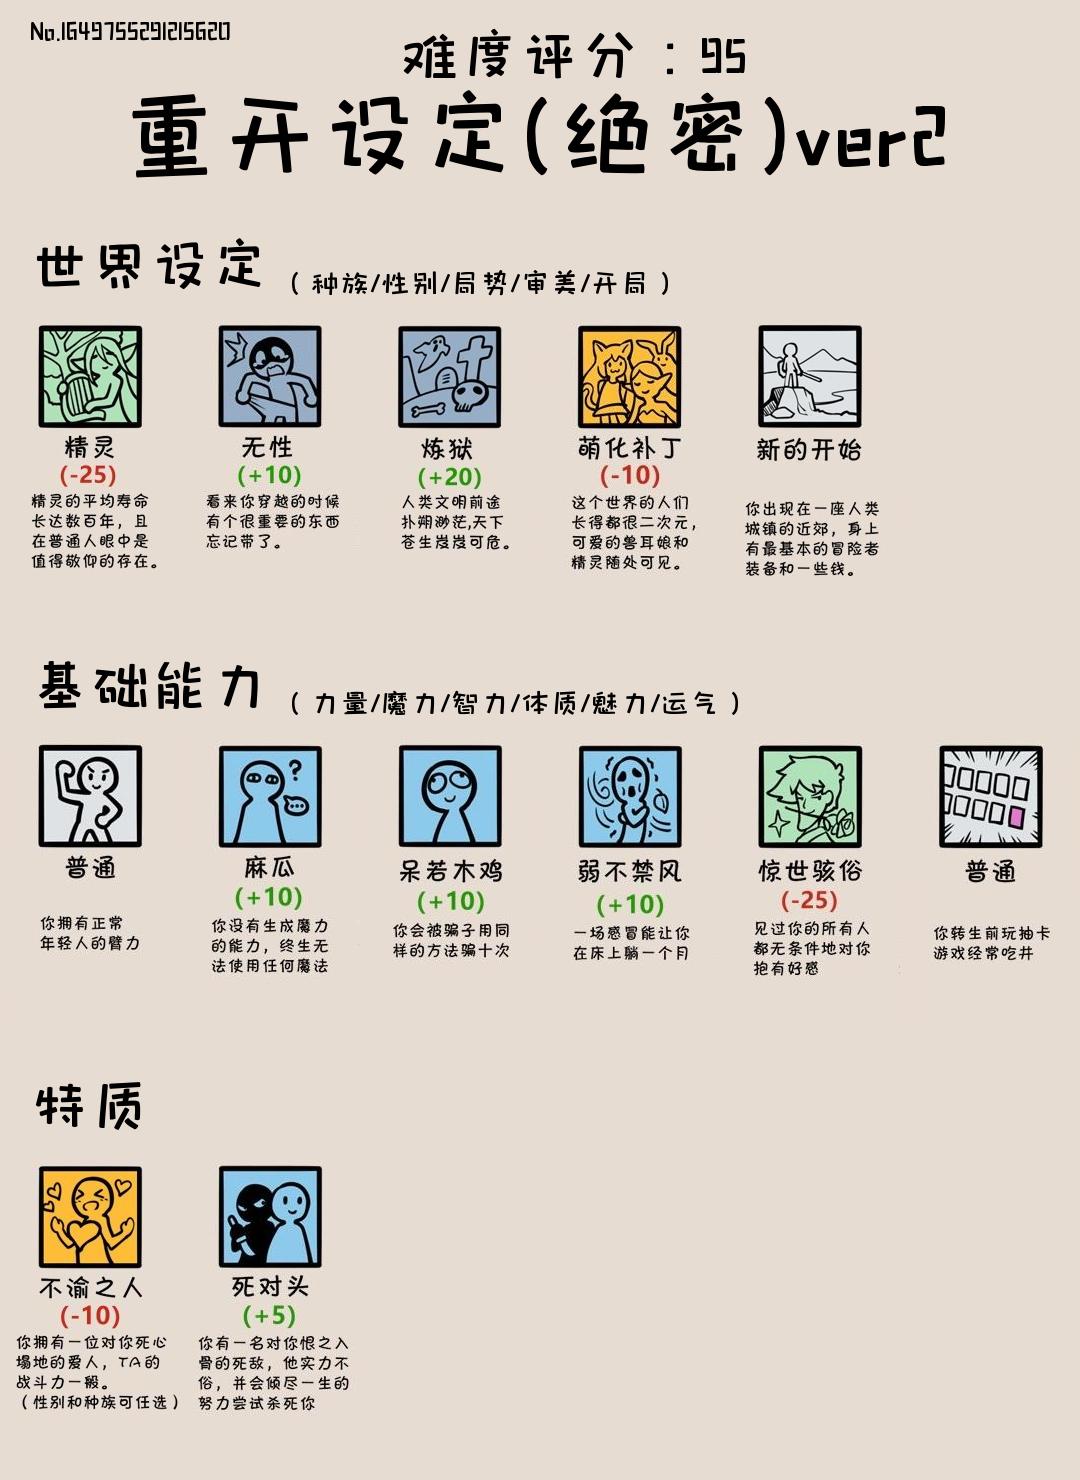 No.1649755291215620
难度评分：95
重开设定(绝密)ver2
世界设定（种族/性别/局势/审美/开局）
精灵
(-25)
精灵的平均寿命
长达数百年，且
在普通人眼中是
值得敬仰的存在。
无性
(+10)
看来你穿越的时候
有个很重要的东西
忘记带了。
炼狱
(+20)
人类文明前途
扑朔渺茫,天下
苍生岌岌可危。
萌化补丁
(-10)
这个世界的人们
长得都很二次元，
可爱的兽耳娘和
精灵随处可见。
新的开始
你出现在一座人类
城镇的近郊，身上
有最基本的冒险者
装备和一些钱。
基础能力（力量/魔力/智力/体质/魅力/运气）
普通
你拥有正常
年轻人的臂力
麻瓜
(+10)
你没有生成魔力
的能力，终生无
法使用任何魔法
?
呆若木鸡
(+10)
你会被骗子用同
样的方法骗十次
弱不禁风
(+10)
一场感冒能让你
在床上躺一个月
惊世骇俗
(-25)
见过你的所有人
都无条件地对你
抱有好感
普通
你转生前玩抽卡
游戏经常吃井
特质
不渝之人
(-10)
你拥有一位对你死心
塌地的爱人，TA的
战斗力一般。
（性别和种族可任选）
死对头
(+5)
你有一名对你恨之入
骨的死敌，他实力不
俗，并会倾尽一生的
努力尝试杀死你